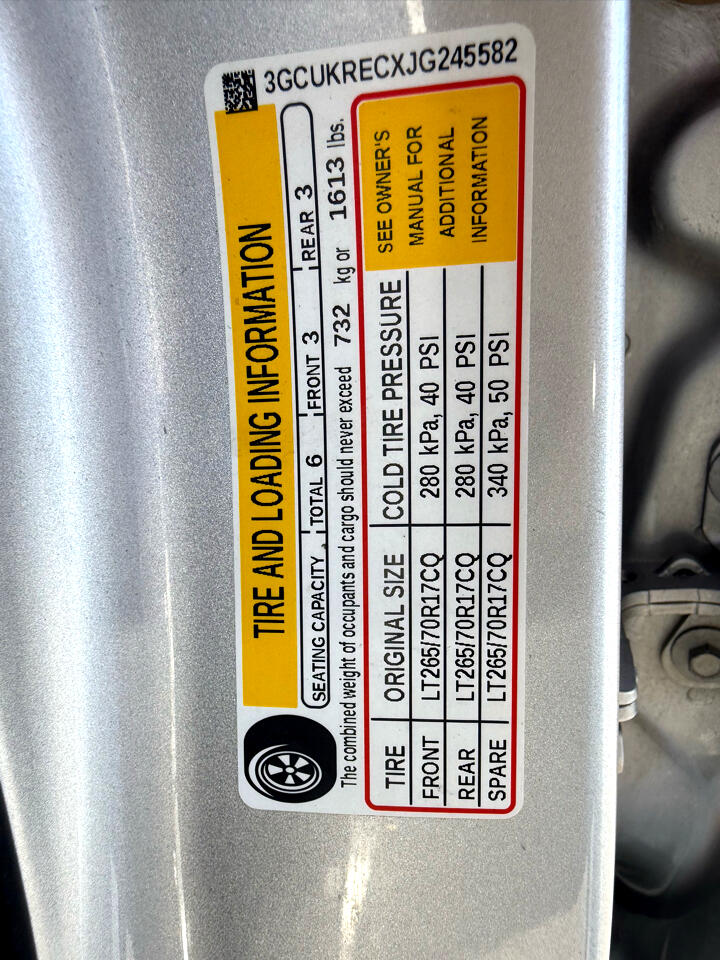 3GCUKRECXJG245582
TIRE AND LOADING INFORMATION
SEATING CAPACITY TOTAL 6 FRONT 3 REAR 3
The combined weight of occupants and cargo should never exceed 732 kg or 1613 lbs.
TIRE ORIGINAL SIZE COLD TIRE PRESSURE
FRONT LT265/70R17CQ 280 kPa, 40 PSI
REAR LT265/70R17CQ 280 kPa, 40 PSI
SPARE LT265/70R17CQ 340 kPa, 50 PSI
SEE OWNER'S
MANUAL FOR
ADDITIONAL
INFORMATION